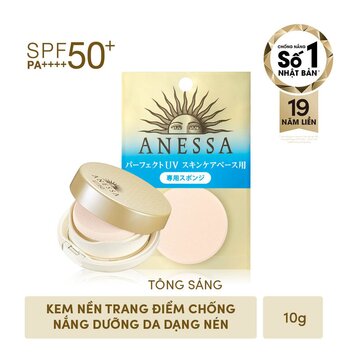 SPF50+
PA++++
CHỐNG NẮNG
Số 1
NHẬT BẢN*
19
NĂM LIỀN
ANESSA
パーフェクトUV スキンケアベース用
専用スポンジ
TÔNG SÁNG
KEM NỀN TRANG ĐIỂM CHỐNG
NẮNG DƯỠNG DA DẠNG NÉN
10g